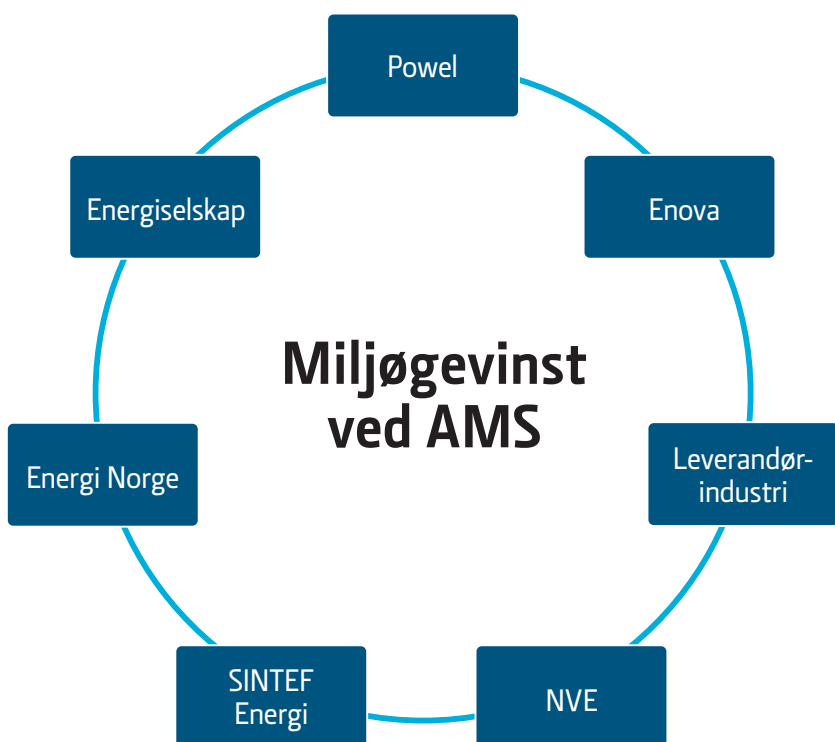 Powel
Energiselskap
Enova
Miljøgevinst
ved AMS
Energi Norge
Leverandør-
industri
SINTEF
Energi
NVE